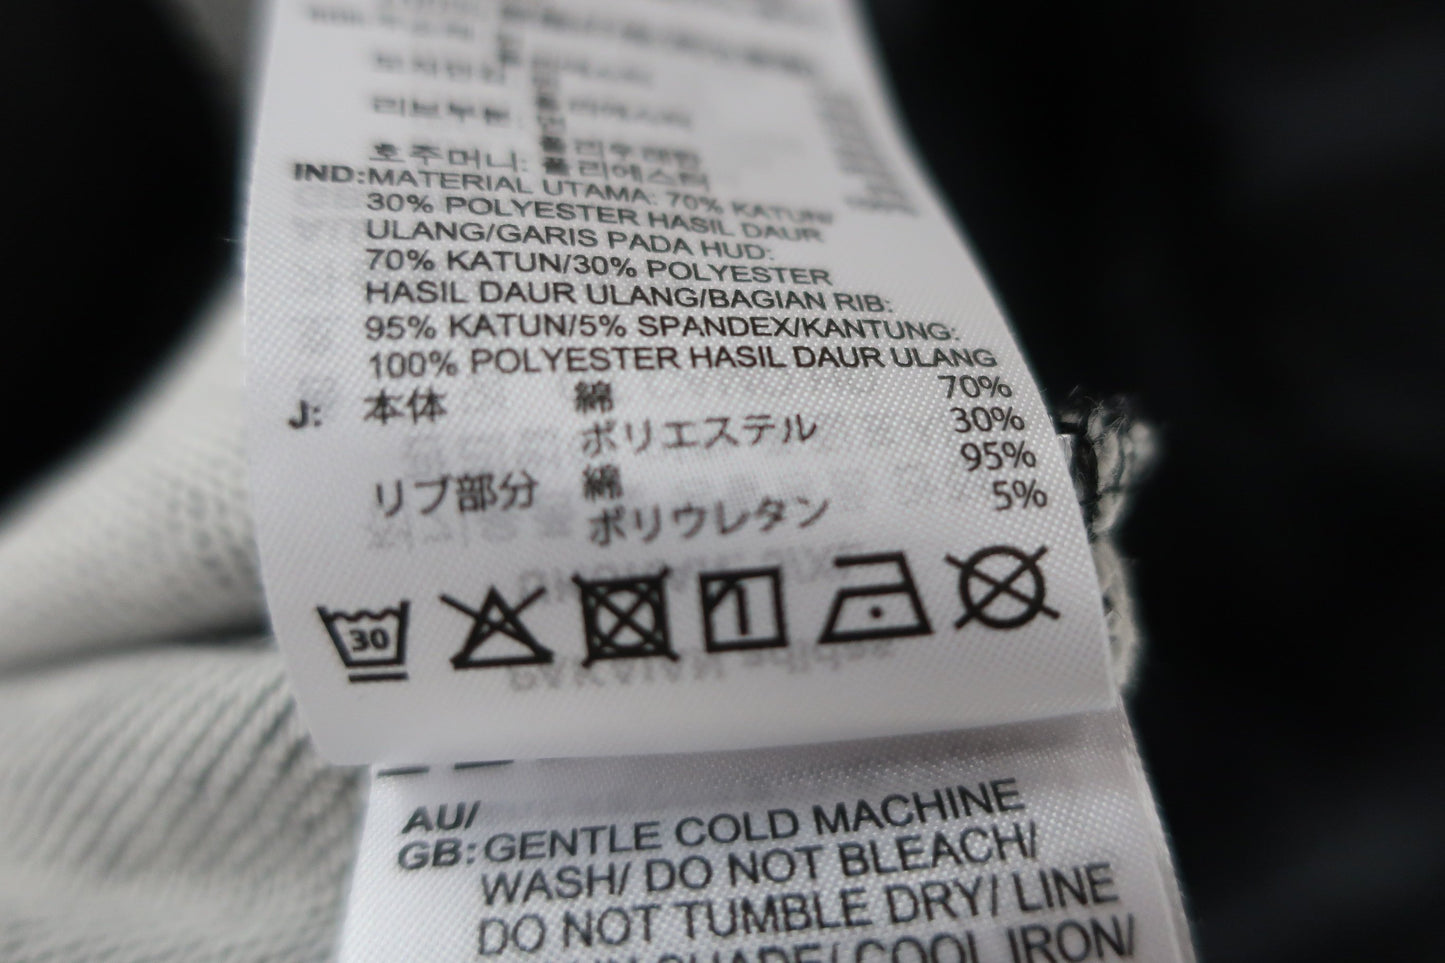 호주머니: 폴리에스터
IND:MATERIAL UTAMA: 70% KATUN/
30% POLYESTER HASIL DAUR
ULANG/GARIS PADA HUD:
70% KATUN/30% POLYESTER
HASIL DAUR ULANG/BAGIAN RIB:
95% KATUN/5% SPANDEX/KANTUNG:
100% POLYESTER HASIL DAUR ULANG
J: 本体 綿 70%
ポリエステル 30%
リブ部分 綿 95%
ポリウレタン 5%
30
AU/
GB:GENTLE COLD MACHINE
WASH/ DO NOT BLEACH/
DO NOT TUMBLE DRY/ LINE
SHADE/ COOL IRON/